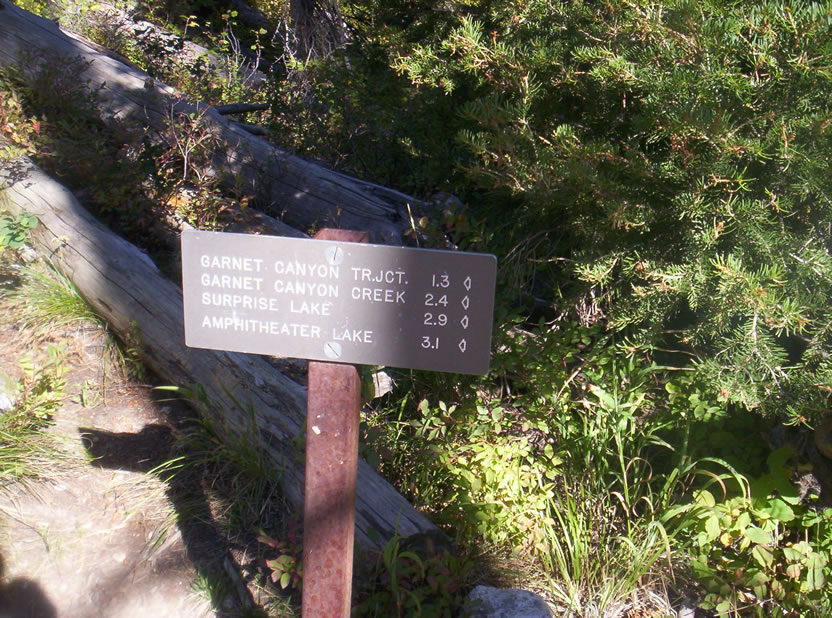 GARNET CANYON TR.JCT. 1.3 ◊
GARNET CANYON CREEK 2.4 ◊
SURPRISE LAKE 2.9 ◊
AMPHITHEATER LAKE 3.1 ◊